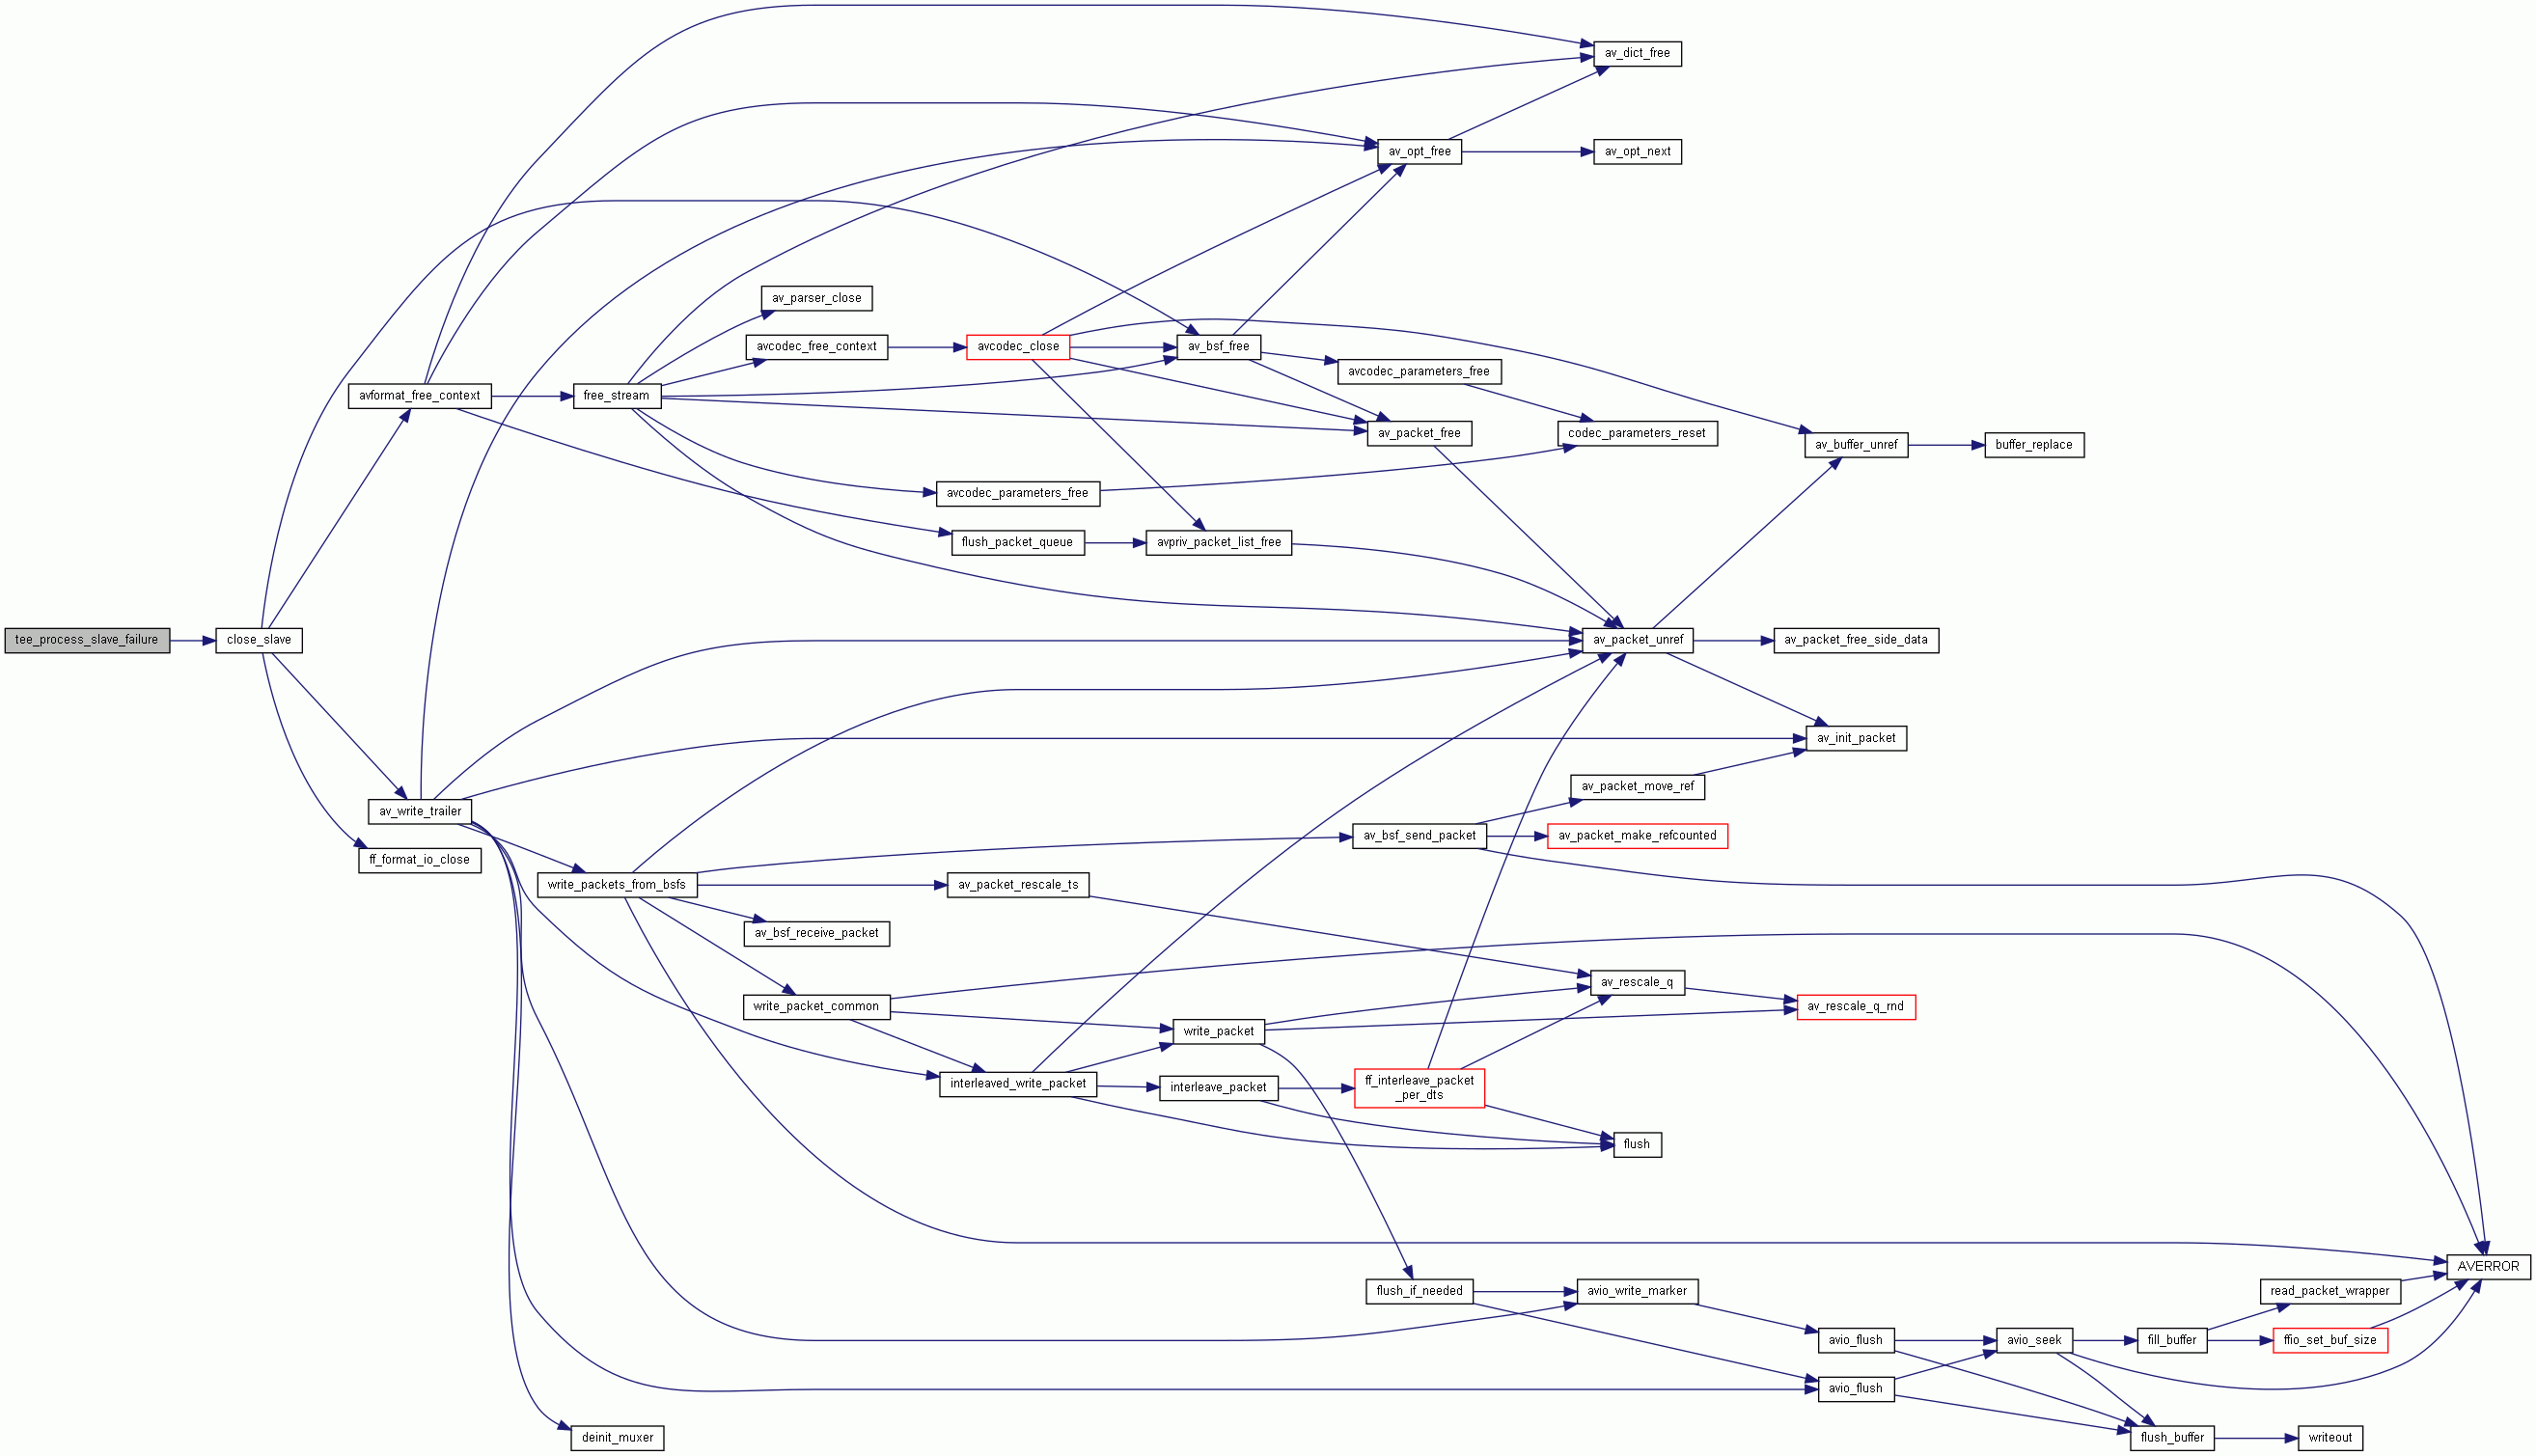 av_dict_free
av_opt_free
av_opt_next
av_parser_close
avcodec_free_context
avcodec_close
av_bsf_free
avcodec_parameters_free
avformat_free_context
free_stream
av_packet_free
codec_parameters_reset
av_buffer_unref
buffer_replace
avcodec_parameters_free
flush_packet_queue
avpriv_packet_list_free
tee_process_slave_failure
close_slave
av_packet_unref
av_packet_free_side_data
av_init_packet
av_packet_move_ref
av_write_trailer
av_bsf_send_packet
av_packet_make_refcounted
ff_format_io_close
write_packets_from_bsfs
av_packet_rescale_ts
av_bsf_receive_packet
av_rescale_q
write_packet_common
av_rescale_q_rnd
write_packet
interleaved_write_packet
interleave_packet
ff_interleave_packet
_per_dts
flush
AVERROR
flush_if_needed
avio_write_marker
read_packet_wrapper
avio_flush
avio_seek
fill_buffer
ffio_set_buf_size
avio_flush
deinit_muxer
flush_buffer
writeout